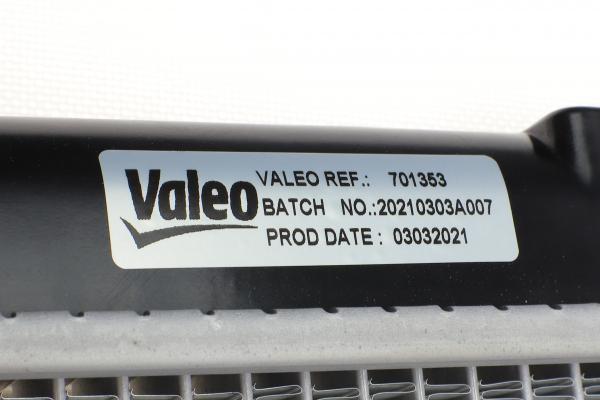 Valeo
VALEO REF.: 701353
BATCH NO.:20210303A007
PROD DATE : 03032021